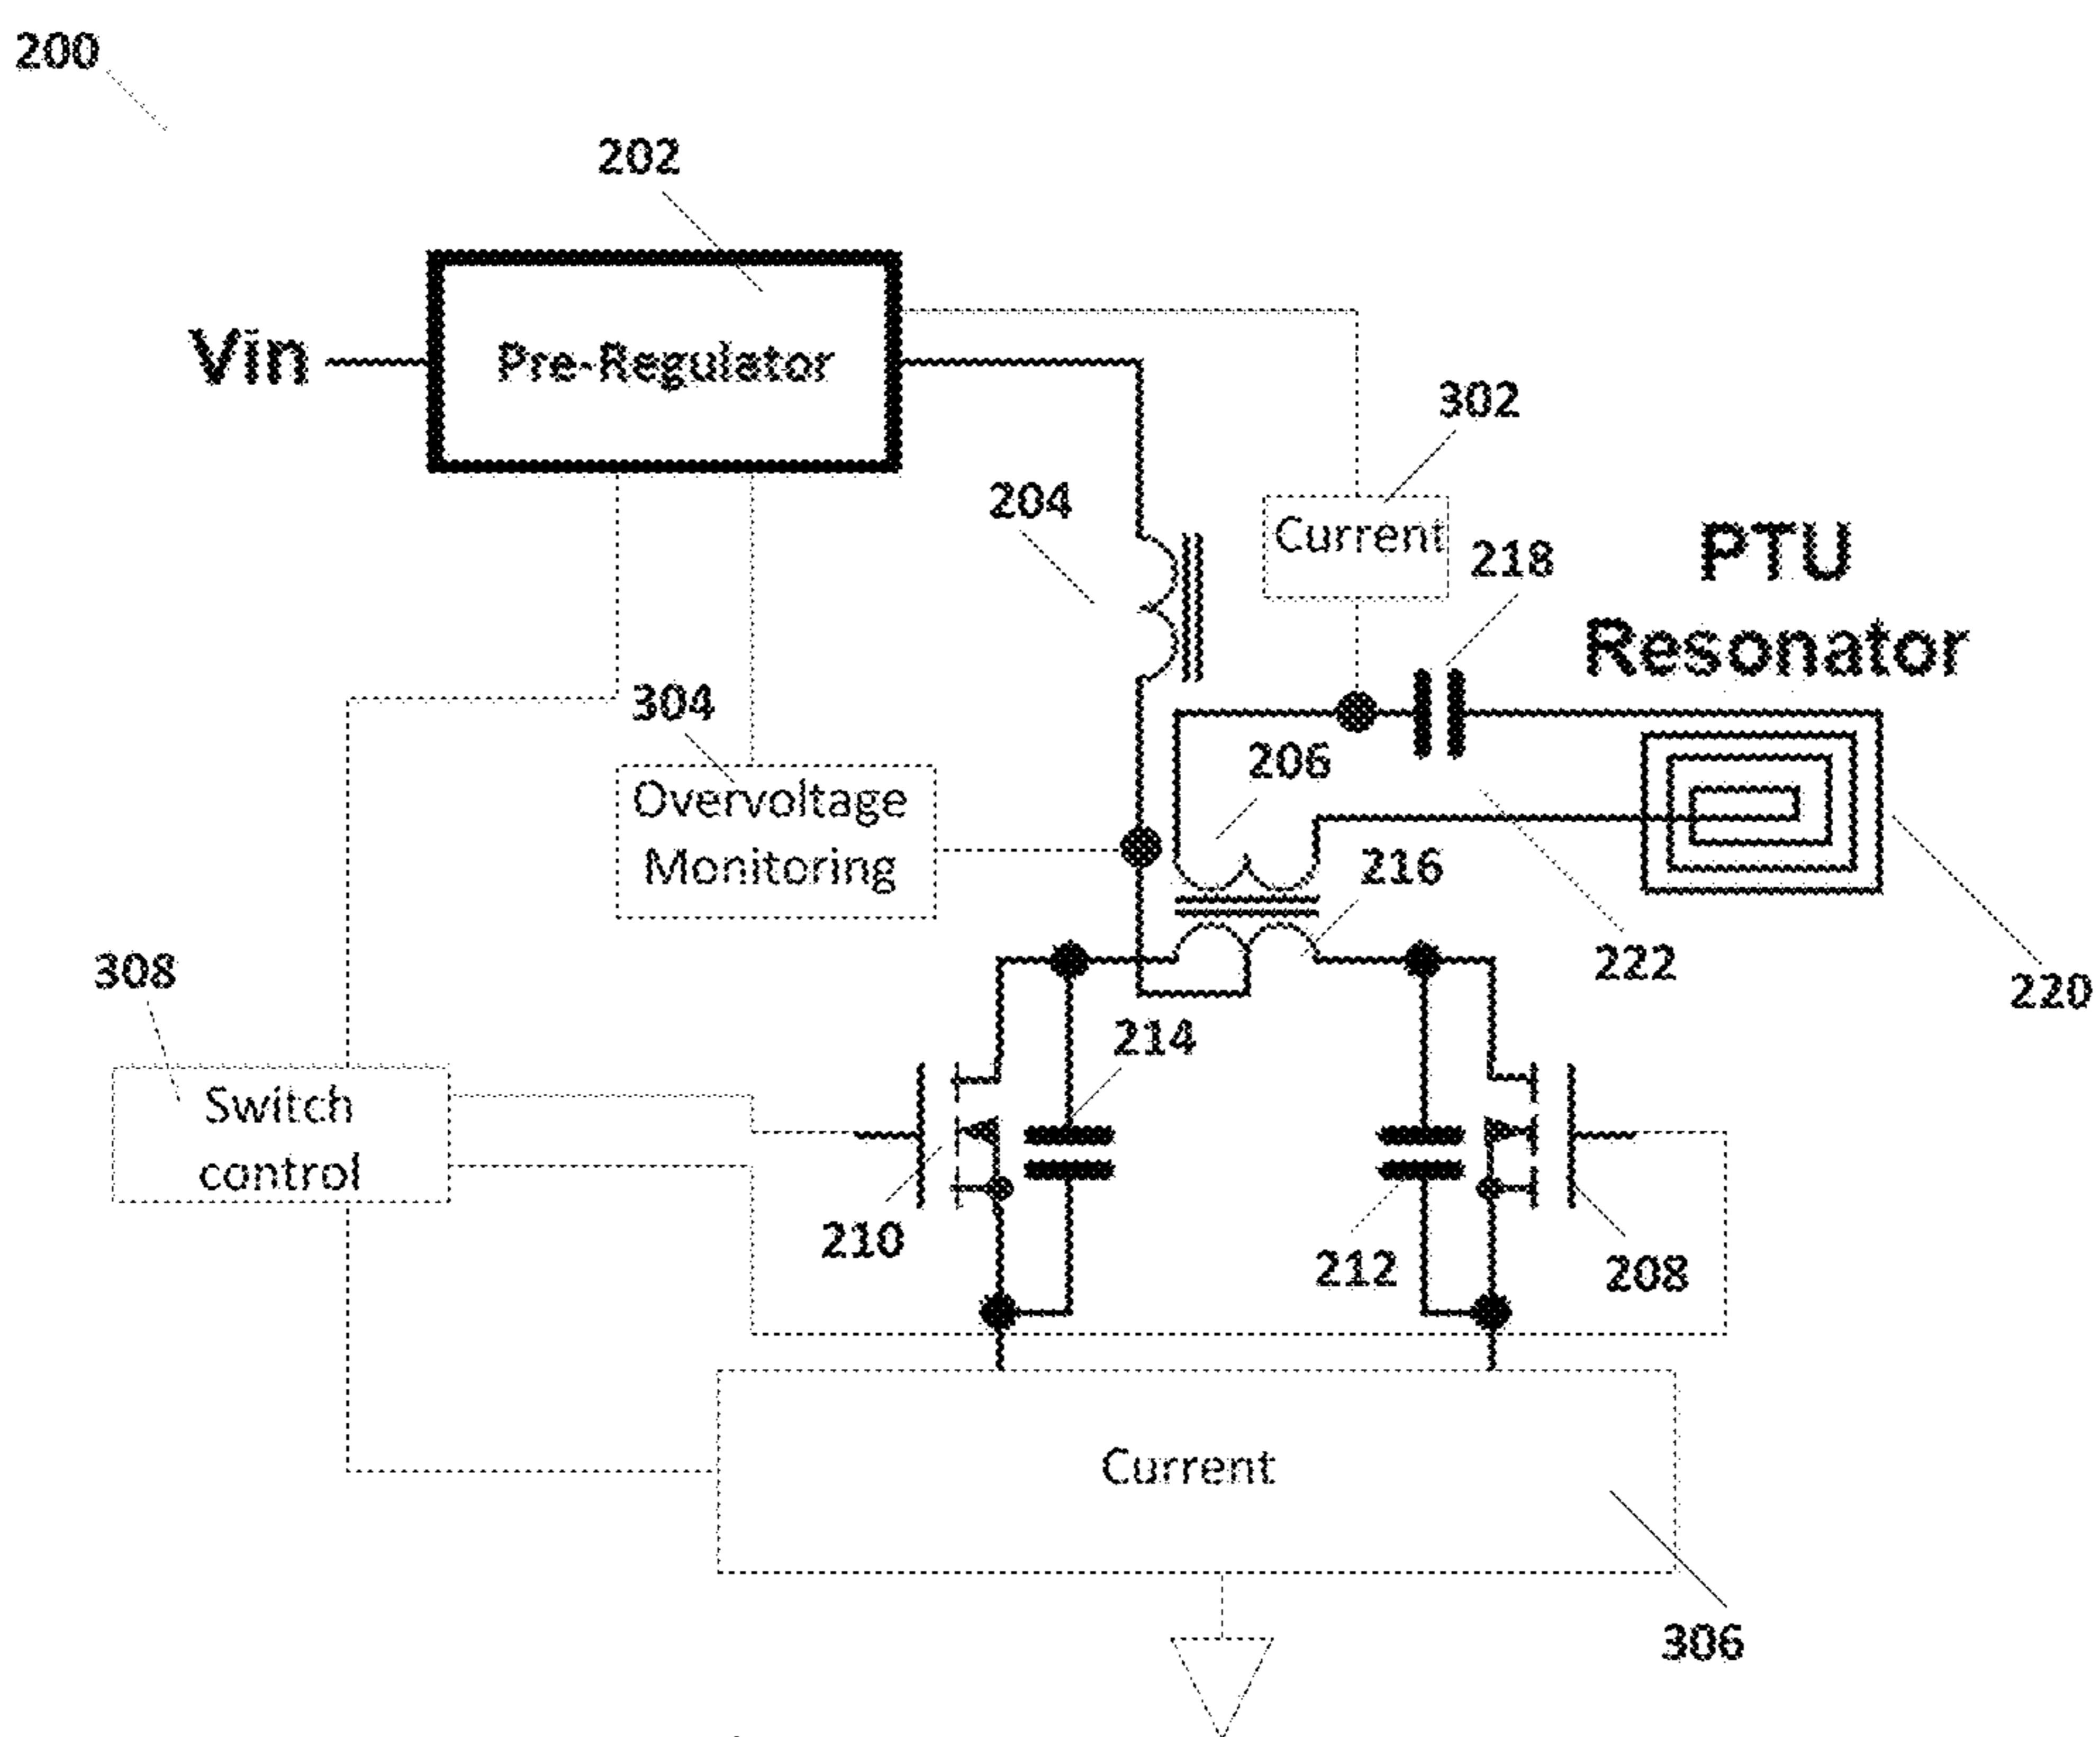 200
202
Vin
Pre-Regulator
302
204
Current
218
PTU
Resonator
304
206
Overvoltage
Monitoring
216
222
220
308
214
Switch
control
210
212
208
Current
306